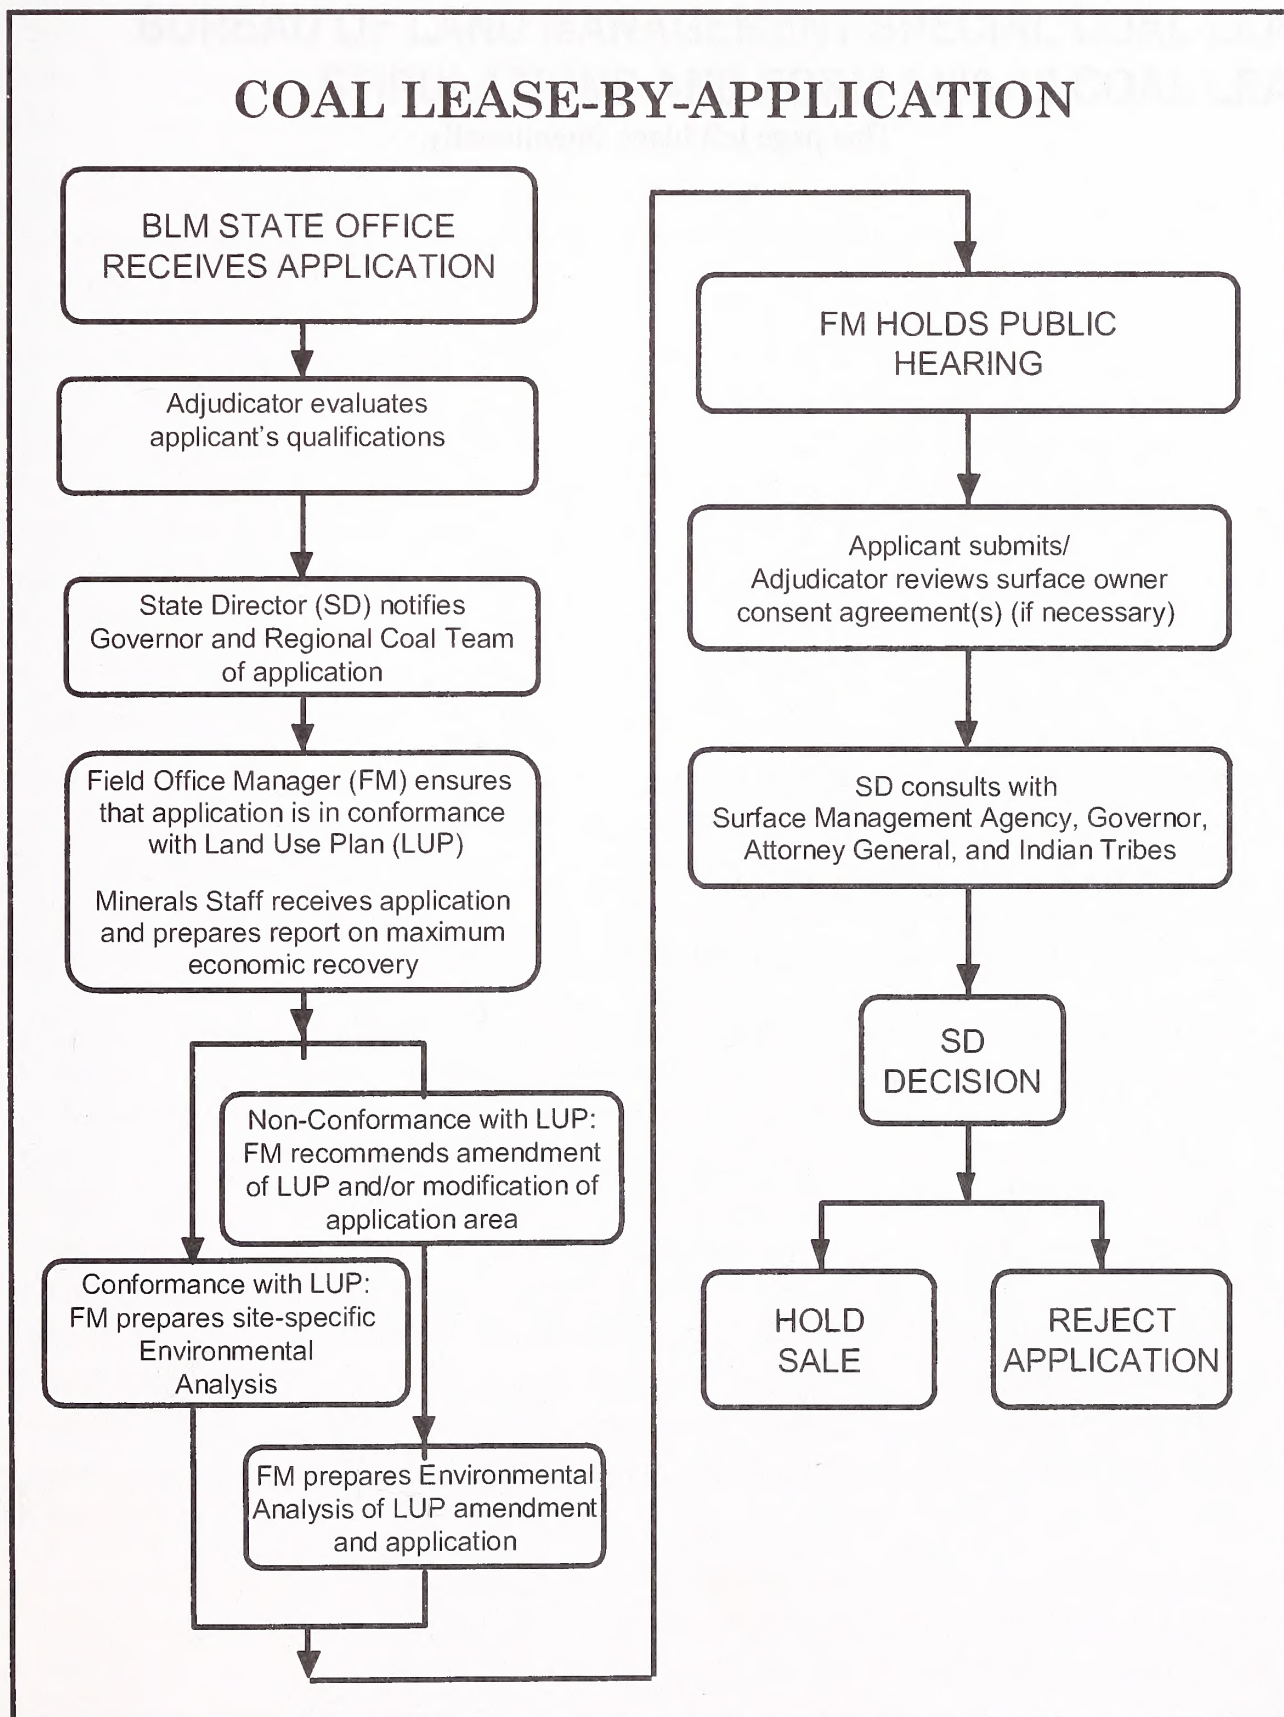 COAL LEASE-BY-APPLICATION
BLM STATE OFFICE
RECEIVES APPLICATION
Adjudicator evaluates
applicant's qualifications
State Director (SD) notifies
Governor and Regional Coal Team
of application
Field Office Manager (FM) ensures
that application is in conformance
with Land Use Plan (LUP)
Minerals Staff receives application
and prepares report on maximum
economic recovery
Non-Conformance with LUP:
FM recommends amendment
of LUP and/or modification of
application area
Conformance with LUP:
FM prepares site-specific
Environmental
Analysis
FM prepares Environmental
Analysis of LUP amendment
and application
FM HOLDS PUBLIC
HEARING
Applicant submits/
Adjudicator reviews surface owner
consent agreement(s) (if necessary)
SD consults with
Surface Management Agency, Governor,
Attorney General, and Indian Tribes
SD
DECISION
HOLD
SALE
REJECT
APPLICATION